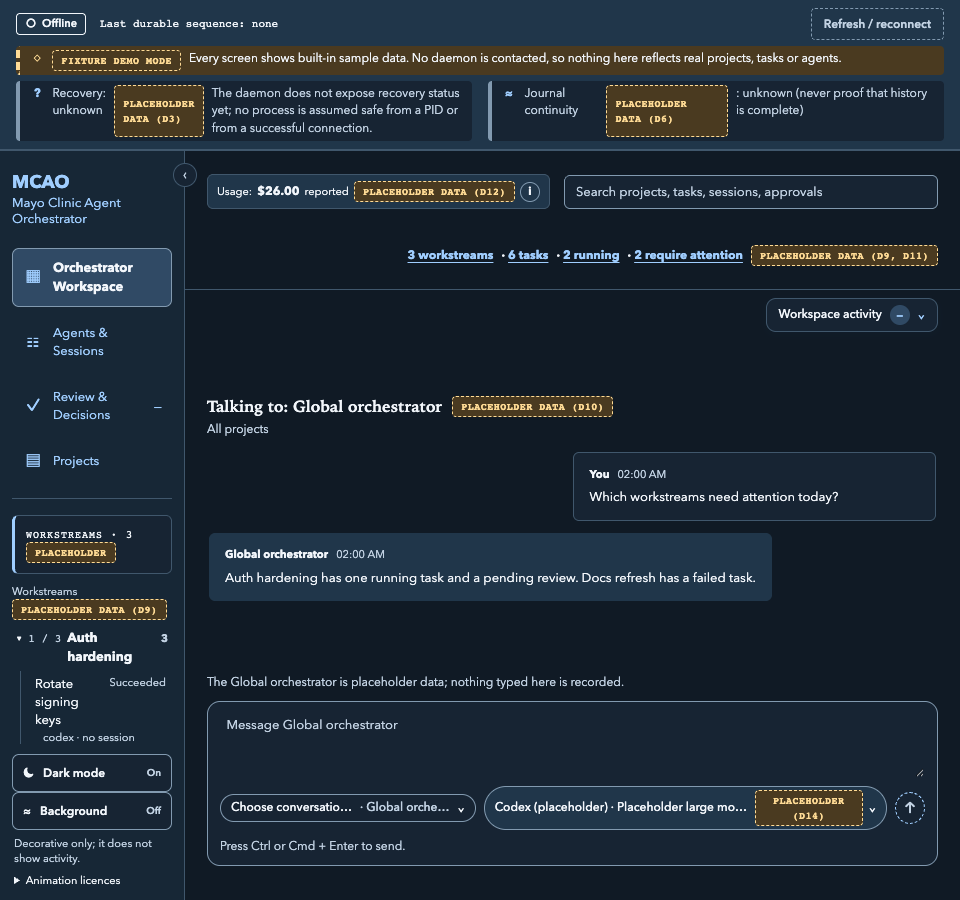 Offline
Last durable sequence: none
Refresh / reconnect
FIXTURE DEMO MODE Every screen shows built-in sample data. No daemon is contacted, so nothing here reflects real projects, tasks or agents.
? Recovery: unknown
PLACEHOLDER DATA (D3)
The daemon does not expose recovery status
yet; no process is assumed safe from a PID or
from a successful connection.
≈ Journal continuity
PLACEHOLDER DATA (D6)
: unknown (never proof that history
is complete)
MCAO
Mayo Clinic Agent
Orchestrator
‹
Usage: $26.00 reported PLACEHOLDER DATA (D12) i
Search projects, tasks, sessions, approvals
3 workstreams · 6 tasks · 2 running · 2 require attention PLACEHOLDER DATA (D9, D11)
Orchestrator
Workspace
Agents &
Sessions
Review &
Decisions –
Projects
Workspace activity –
Talking to: Global orchestrator PLACEHOLDER DATA (D10)
All projects
You 02:00 AM
Which workstreams need attention today?
Global orchestrator 02:00 AM
Auth hardening has one running task and a pending review. Docs refresh has a failed task.
WORKSTREAMS · 3
PLACEHOLDER
Workstreams
PLACEHOLDER DATA (D9)
▾ 1 / 3 Auth hardening 3
Rotate signing keys Succeeded
codex · no session
Dark mode On
≈ Background Off
Decorative only; it does not
show activity.
▸ Animation licences
The Global orchestrator is placeholder data; nothing typed here is recorded.
Message Global orchestrator
Choose conversatio… · Global orche…
Codex (placeholder) · Placeholder large mo… PLACEHOLDER (D14)
↑
Press Ctrl or Cmd + Enter to send.